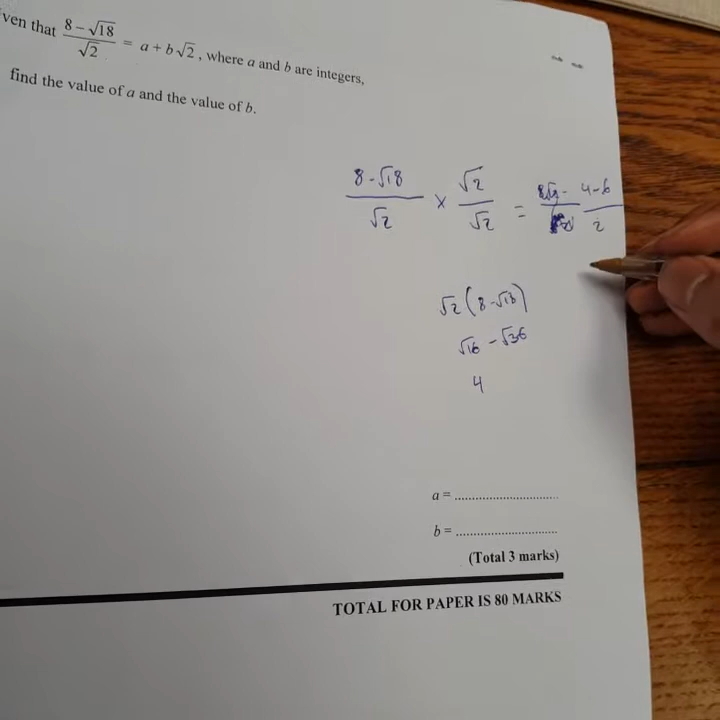 ven that (8 − √18)/√2 = a + b√2, where a and b are integers,
find the value of a and the value of b.
(8 - √18)/√2 × √2/√2 = 4 - 6 / 2
√2 (8 - √18)
√16 - √36
4
a = ..............................
b = ..............................
(Total 3 marks)
TOTAL FOR PAPER IS 80 MARKS